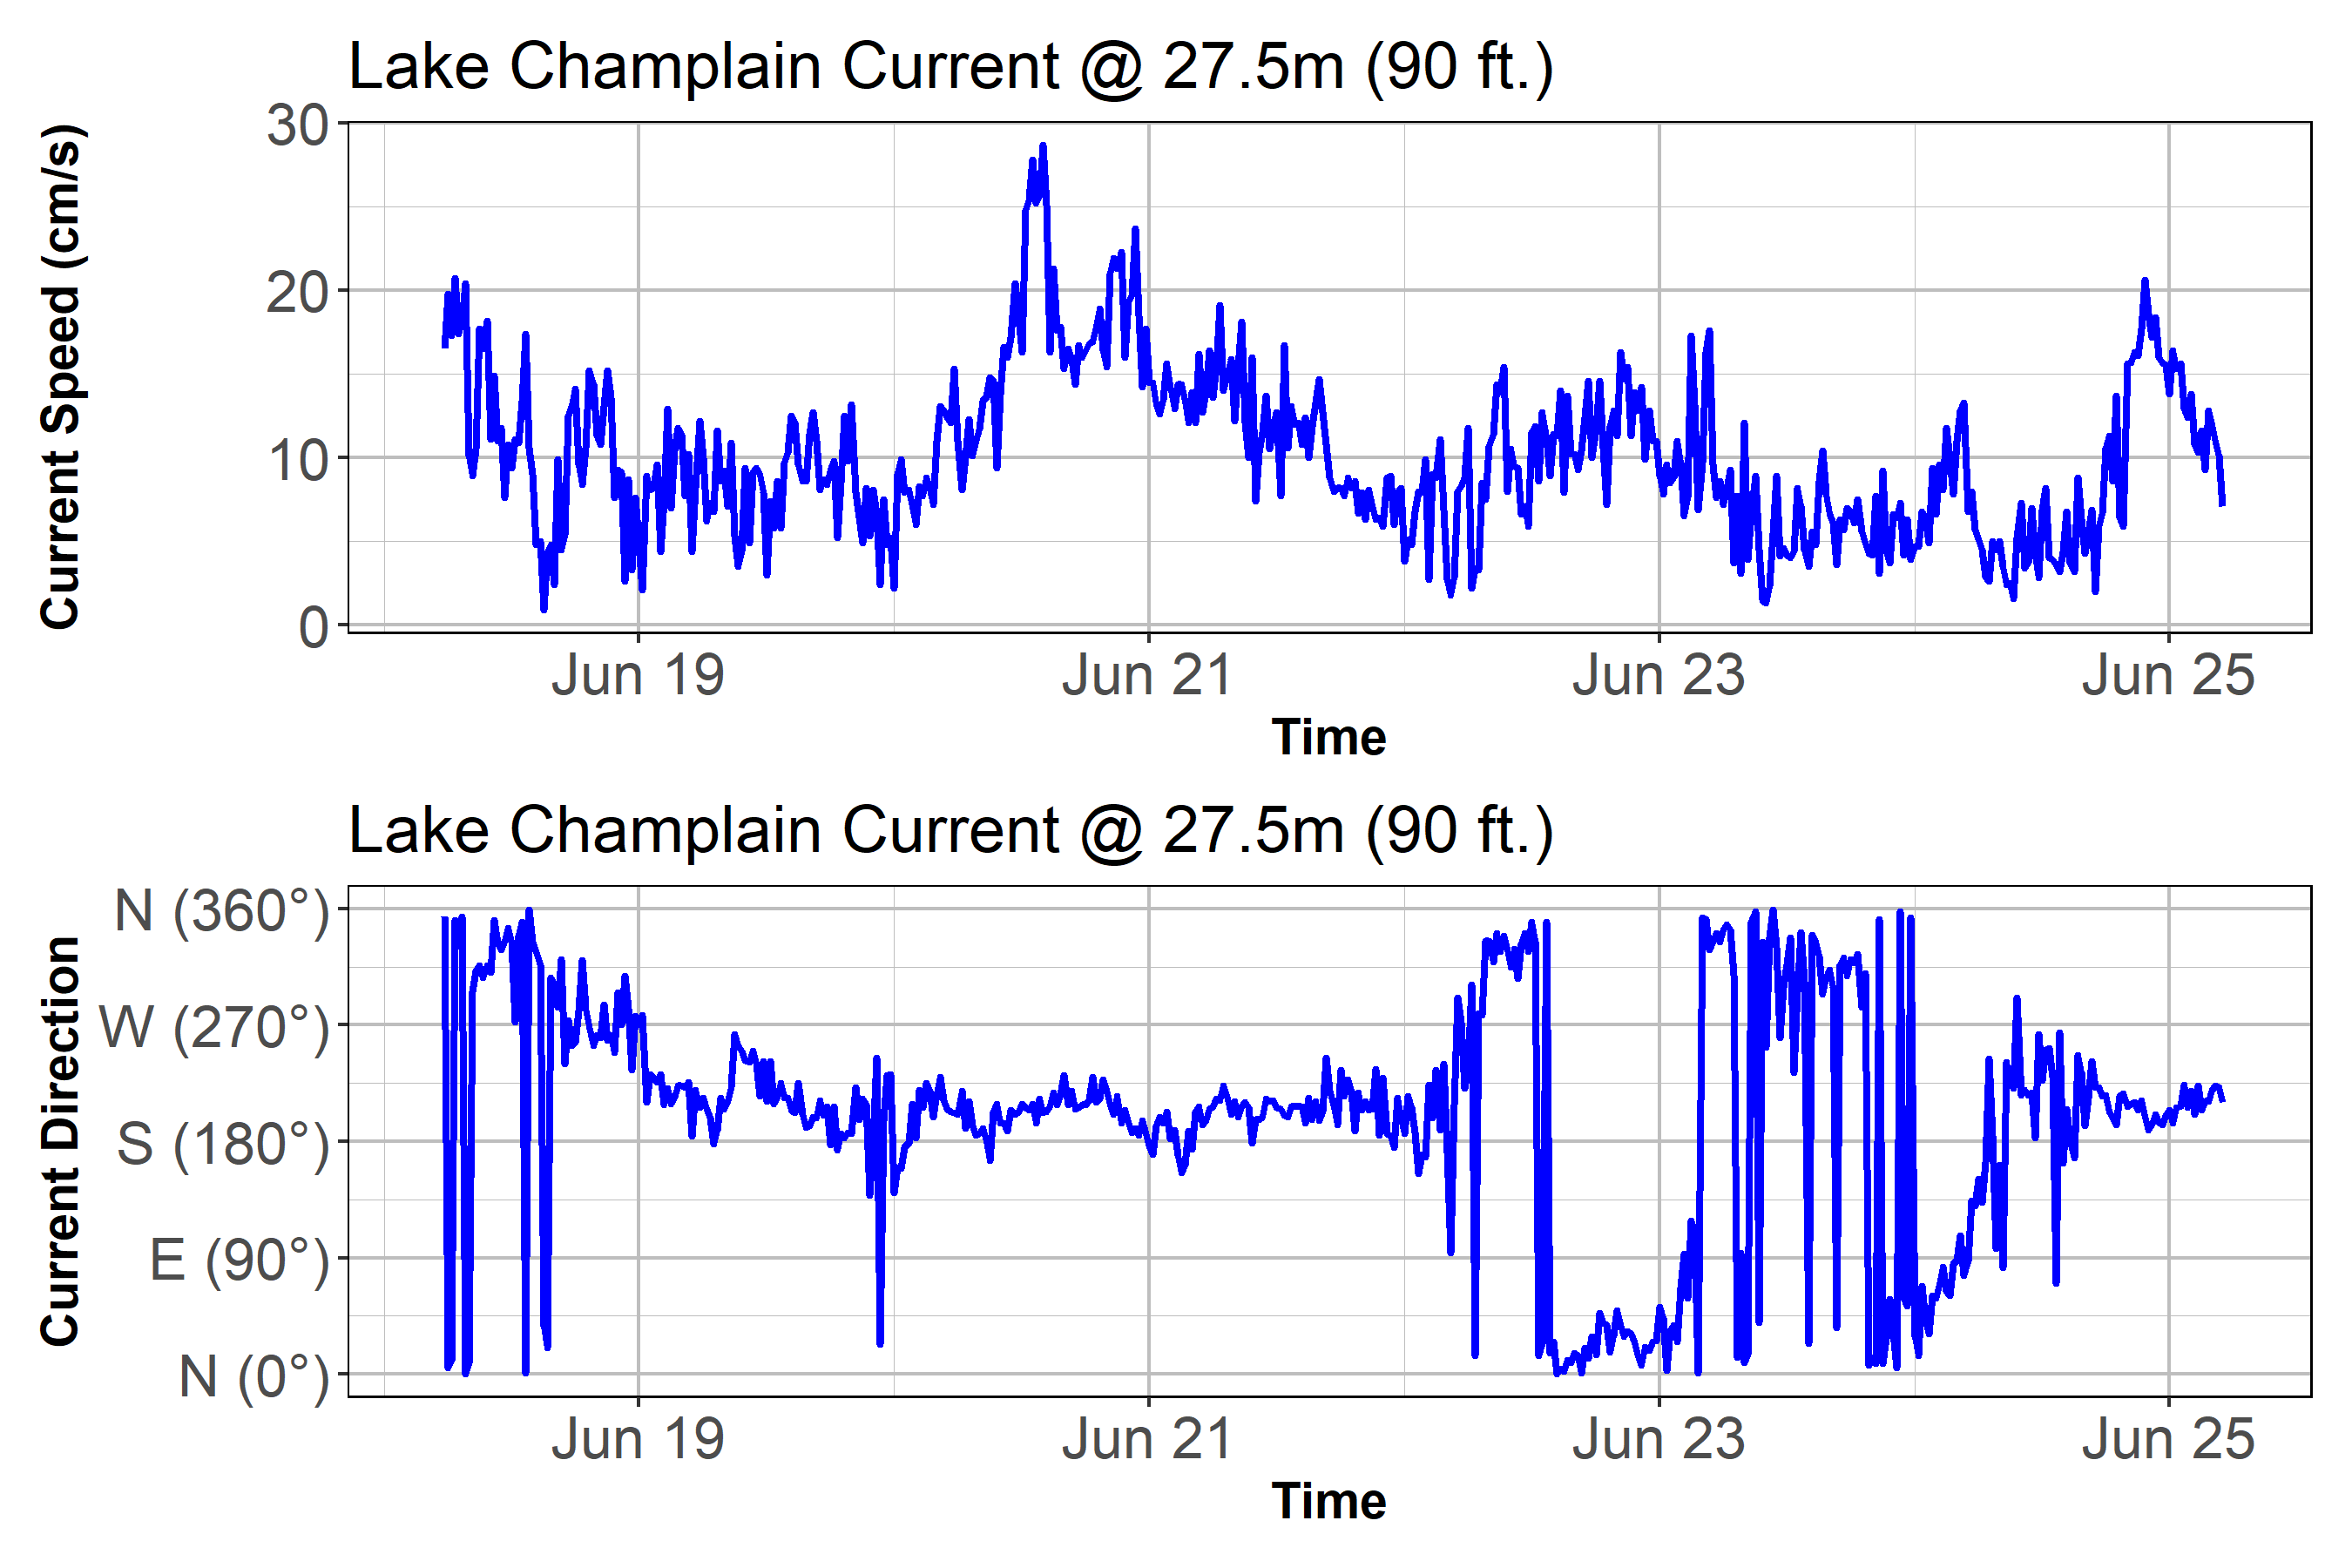 Lake Champlain Current @ 27.5m (90 ft.)
Current Speed (cm/s)
30
20
10
0
Jun 19 Jun 21 Jun 23 Jun 25
Time
Lake Champlain Current @ 27.5m (90 ft.)
Current Direction
N (360°)
W (270°)
S (180°)
E (90°)
N (0°)
Jun 19 Jun 21 Jun 23 Jun 25
Time